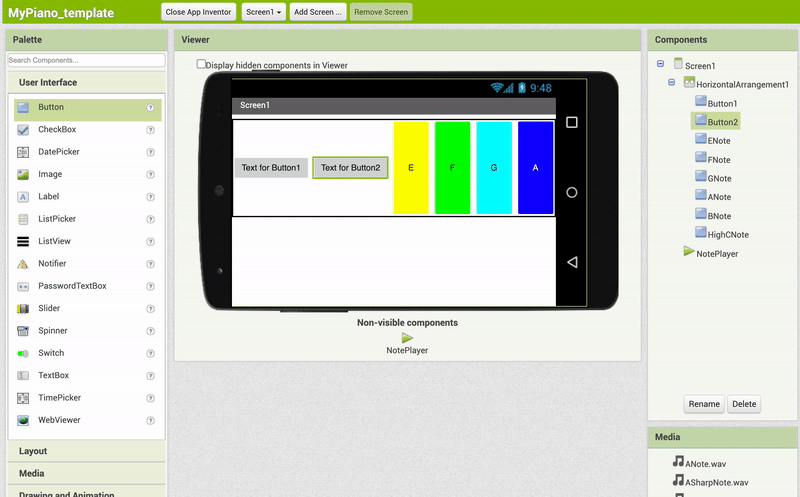 MyPiano_template
Close App Inventor
Screen1
Add Screen ...
Remove Screen
Palette
Search Components...
User Interface
Button
?
CheckBox
?
DatePicker
?
Image
?
Label
?
ListPicker
?
ListView
?
Notifier
?
PasswordTextBox
?
Slider
?
Spinner
?
Switch
?
TextBox
?
TimePicker
?
WebViewer
?
Layout
Media
Drawing and Animation
Viewer
Display hidden components in Viewer
9:48
Screen1
Text for Button1
Text for Button2
E
F
G
A
Non-visible components
NotePlayer
Components
Screen1
HorizontalArrangement1
Button1
Button2
ENote
FNote
GNote
ANote
BNote
HighCNote
NotePlayer
Rename
Delete
Media
ANote.wav
ASharpNote.wav